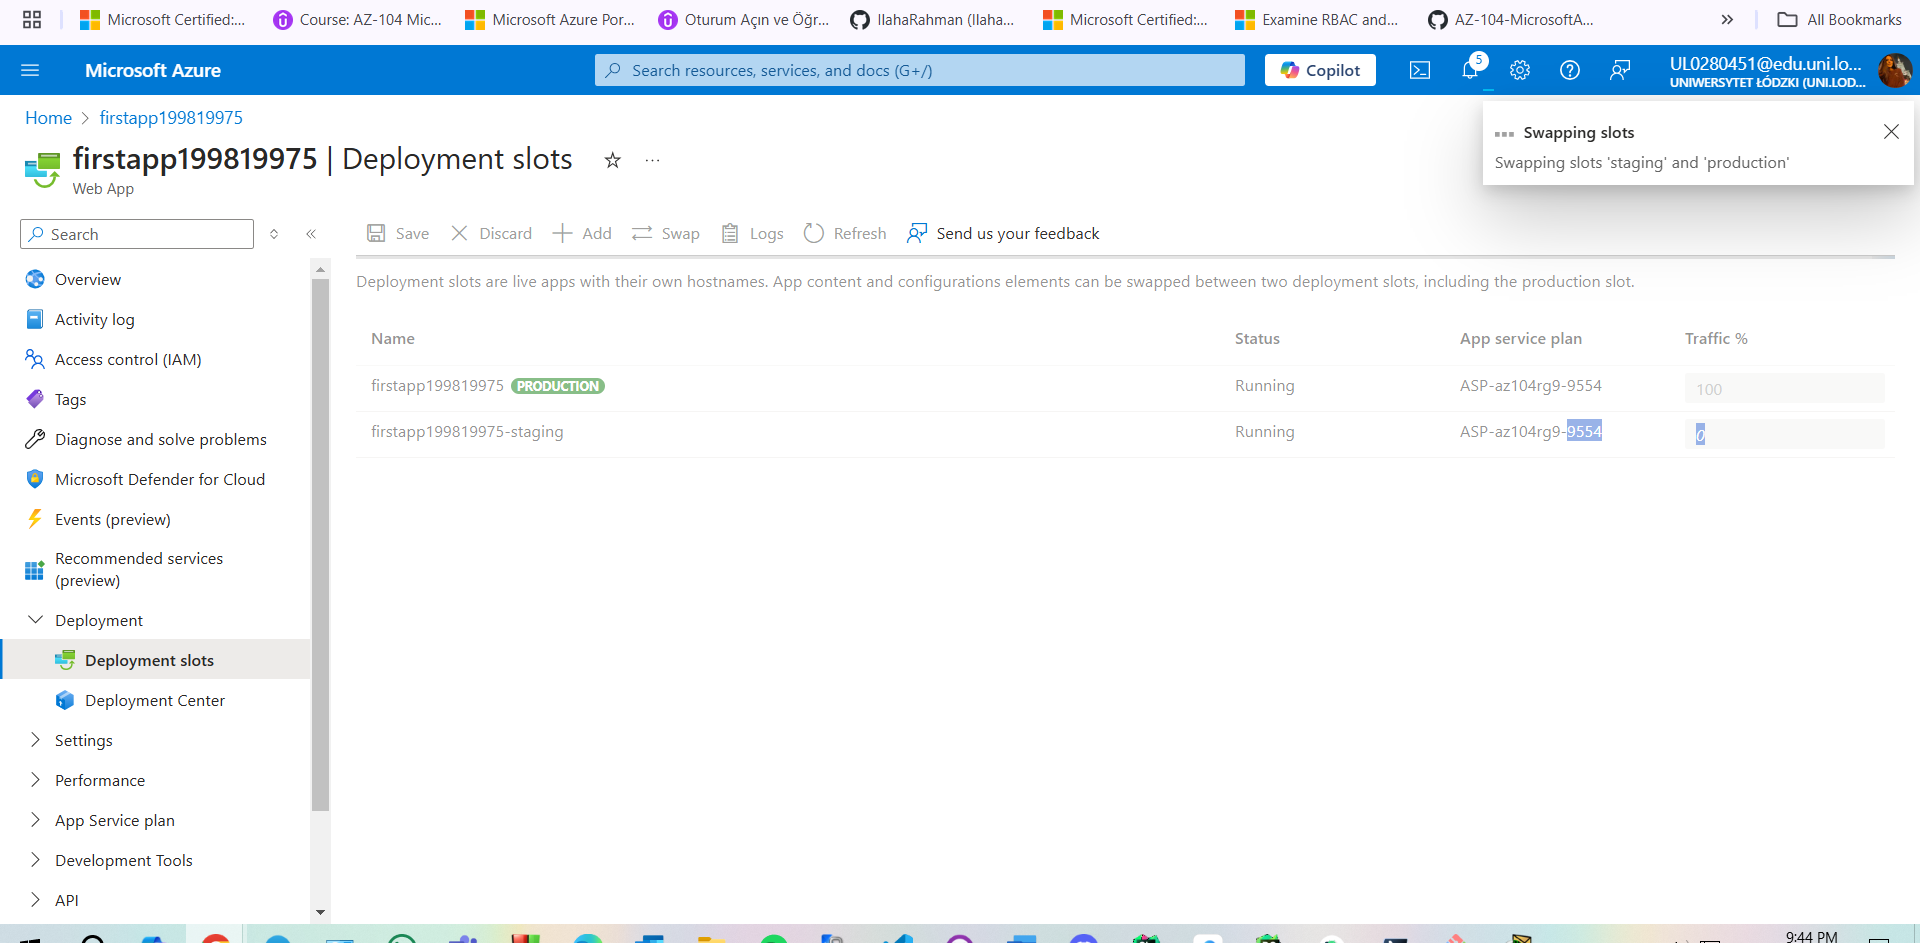 Microsoft Certified:...
Course: AZ-104 Mic...
Microsoft Azure Por...
Oturum Açın ve Öğr...
IlahaRahman (Ilaha...
Microsoft Certified:...
Examine RBAC and...
AZ-104-MicrosoftA...
»
All Bookmarks
Microsoft Azure
Search resources, services, and docs (G+/)
Copilot
5
UL0280451@edu.uni.lo...
UNIWERSYTET ŁÓDZKI (UNI.LOD...
Home > firstapp199819975
Swapping slots
Swapping slots 'staging' and 'production'
firstapp199819975 | Deployment slots
Web App
Search
Save
Discard
Add
Swap
Logs
Refresh
Send us your feedback
Deployment slots are live apps with their own hostnames. App content and configurations elements can be swapped between two deployment slots, including the production slot.
Name Status App service plan Traffic %
firstapp199819975 PRODUCTION Running ASP-az104rg9-9554 100
firstapp199819975-staging Running ASP-az104rg9-9554 0
Overview
Activity log
Access control (IAM)
Tags
Diagnose and solve problems
Microsoft Defender for Cloud
Events (preview)
Recommended services
(preview)
Deployment
Deployment slots
Deployment Center
Settings
Performance
App Service plan
Development Tools
API
9:44 PM